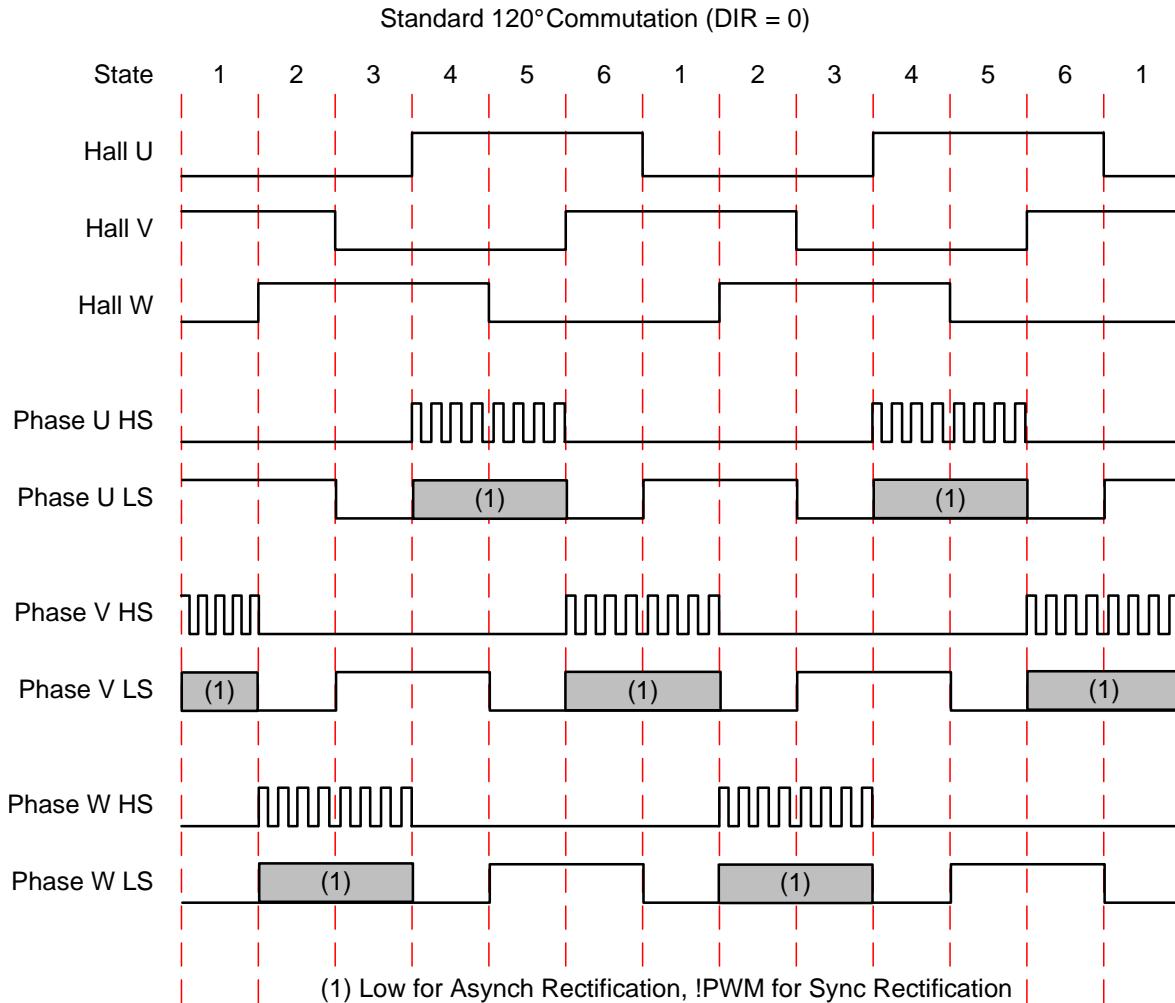 Standard 120°Commutation (DIR = 0)
State 1 2 3 4 5 6 1 2 3 4 5 6 1
Hall U
Hall V
Hall W
Phase U HS
Phase U LS (1) (1)
Phase V HS
Phase V LS (1) (1) (1)
Phase W HS
Phase W LS (1) (1)
(1) Low for Asynch Rectification, !PWM for Sync Rectification